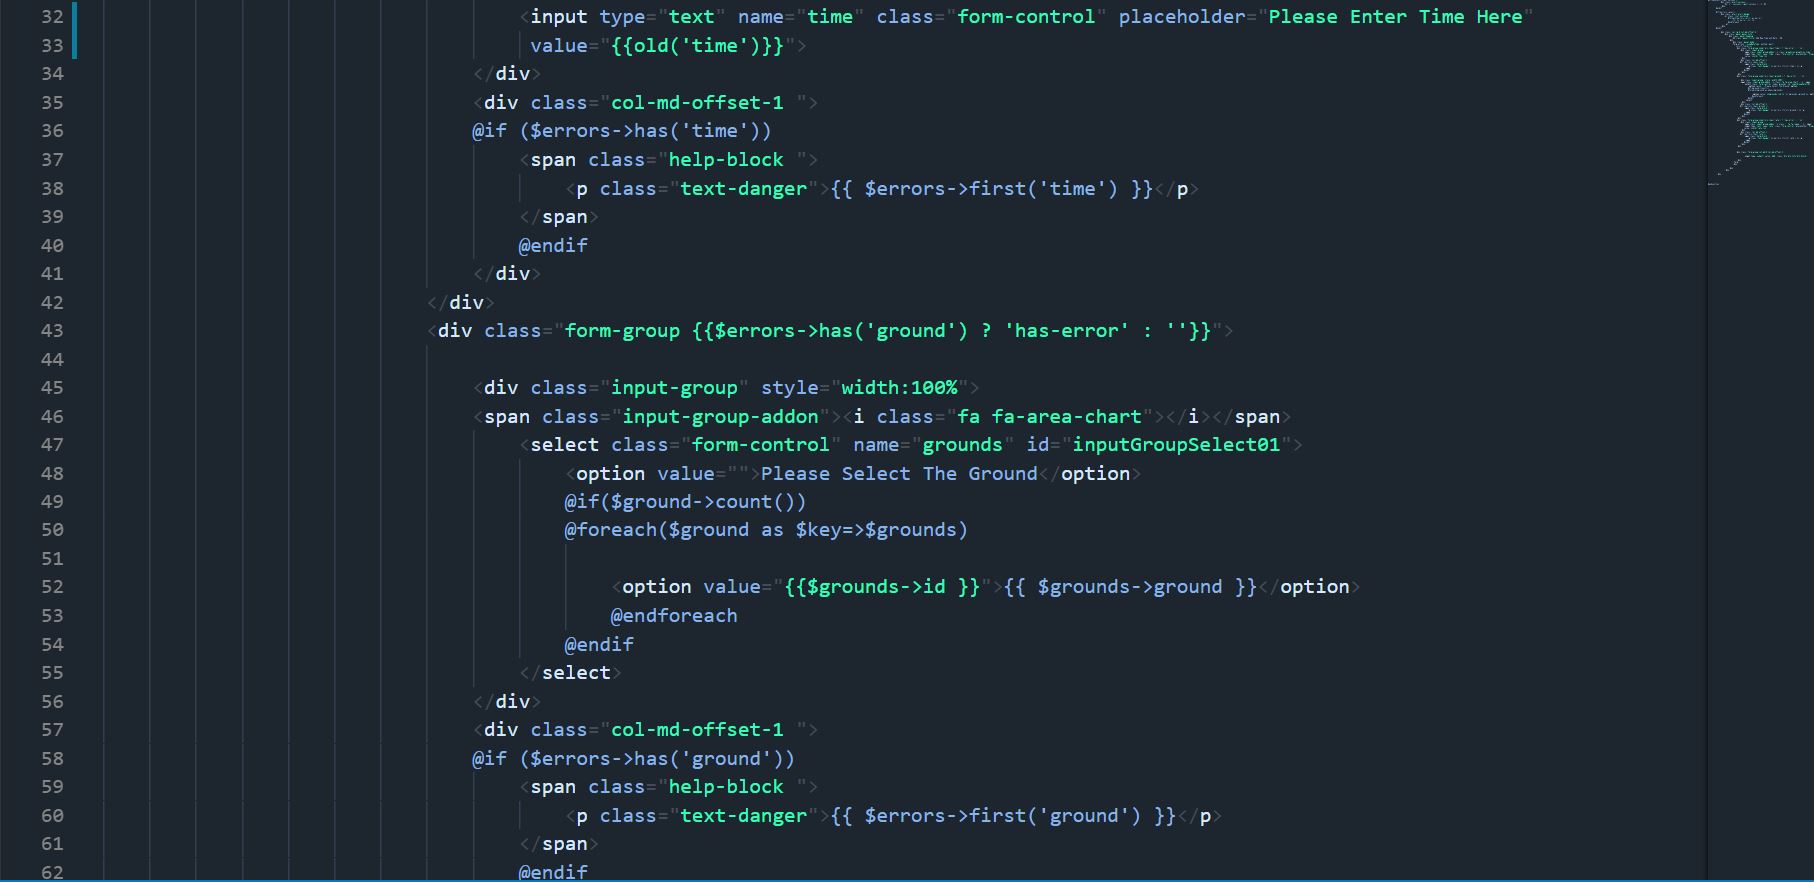 32 <input type="text" name="time" class="form-control" placeholder="Please Enter Time Here"
33 value="{{old('time')}}">
34 </div>
35 <div class="col-md-offset-1 ">
36 @if ($errors->has('time'))
37 <span class="help-block ">
38 <p class="text-danger">{{ $errors->first('time') }}</p>
39 </span>
40 @endif
41 </div>
42 </div>
43 <div class="form-group {{$errors->has('ground') ? 'has-error' : ''}}">
44
45 <div class="input-group" style="width:100%">
46 <span class="input-group-addon"><i class="fa fa-area-chart"></i></span>
47 <select class="form-control" name="grounds" id="inputGroupSelect01">
48 <option value="">Please Select The Ground</option>
49 @if($ground->count())
50 @foreach($ground as $key=>$grounds)
51
52 <option value="{{$grounds->id }}">{{ $grounds->ground }}</option>
53 @endforeach
54 @endif
55 </select>
56 </div>
57 <div class="col-md-offset-1 ">
58 @if ($errors->has('ground'))
59 <span class="help-block ">
60 <p class="text-danger">{{ $errors->first('ground') }}</p>
61 </span>
62 @endif